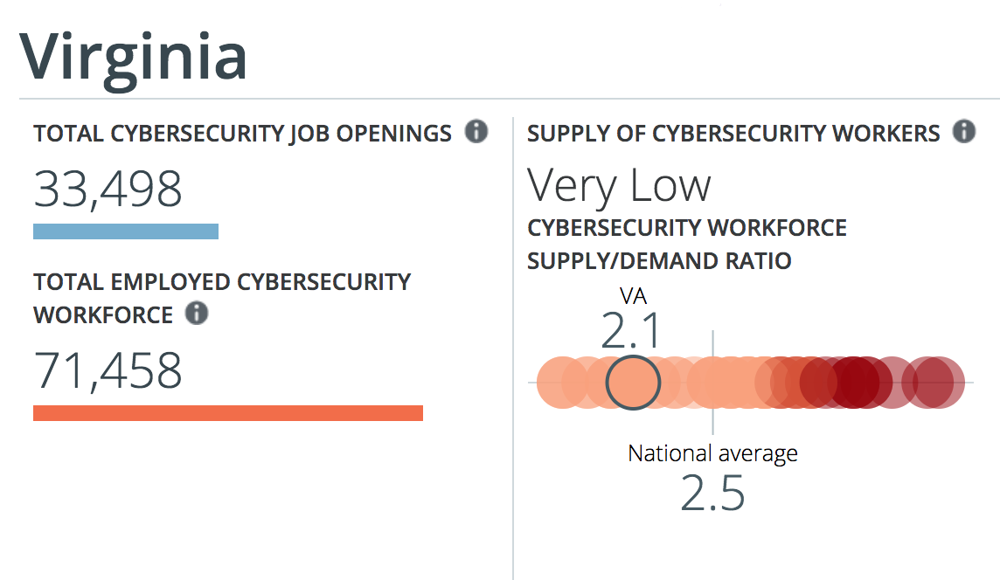 Virginia
TOTAL CYBERSECURITY JOB OPENINGS
33,498
TOTAL EMPLOYED CYBERSECURITY
WORKFORCE
71,458
SUPPLY OF CYBERSECURITY WORKERS
Very Low
CYBERSECURITY WORKFORCE
SUPPLY/DEMAND RATIO
VA
2.1
National average
2.5